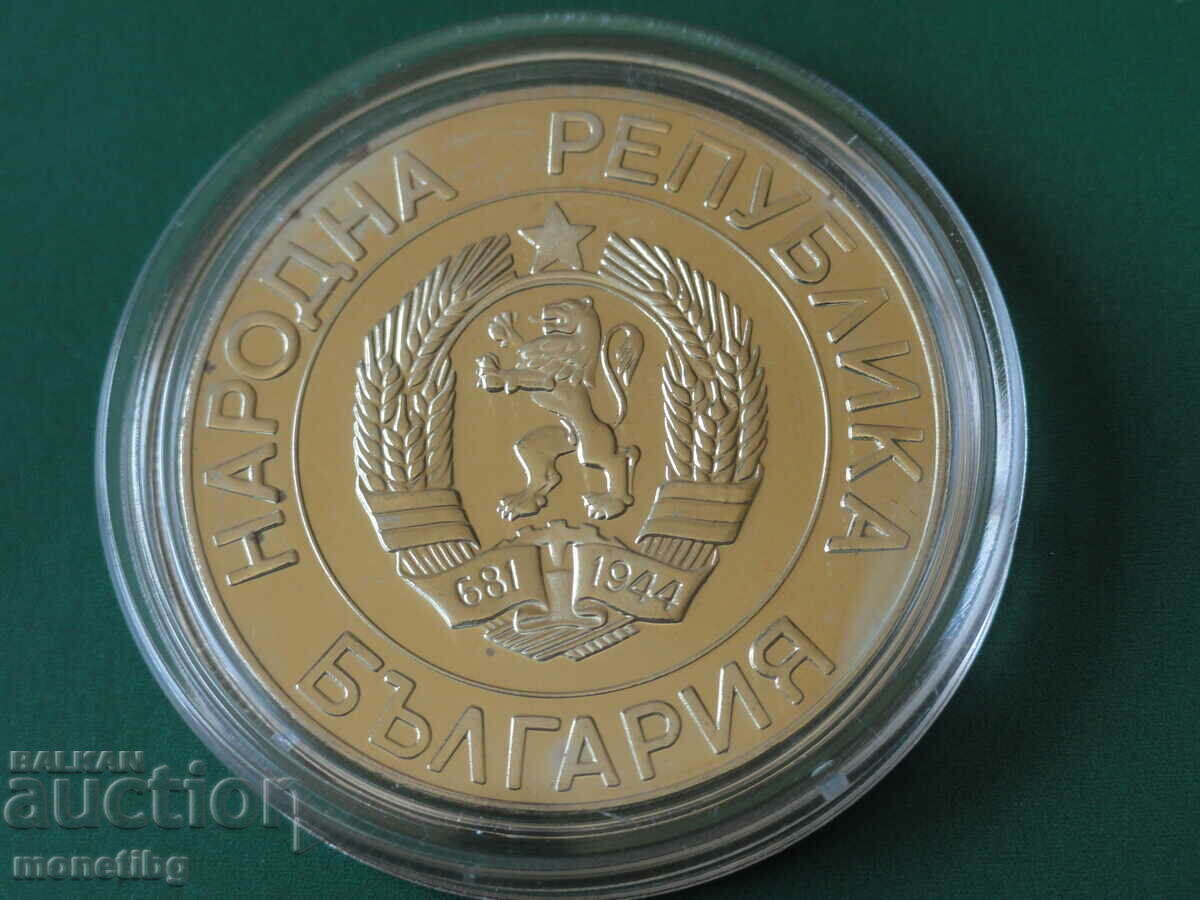 НАРОДНА РЕПУБЛИКА
БЪЛГАРИЯ
681 1944
BALKAN
auction
monetibg